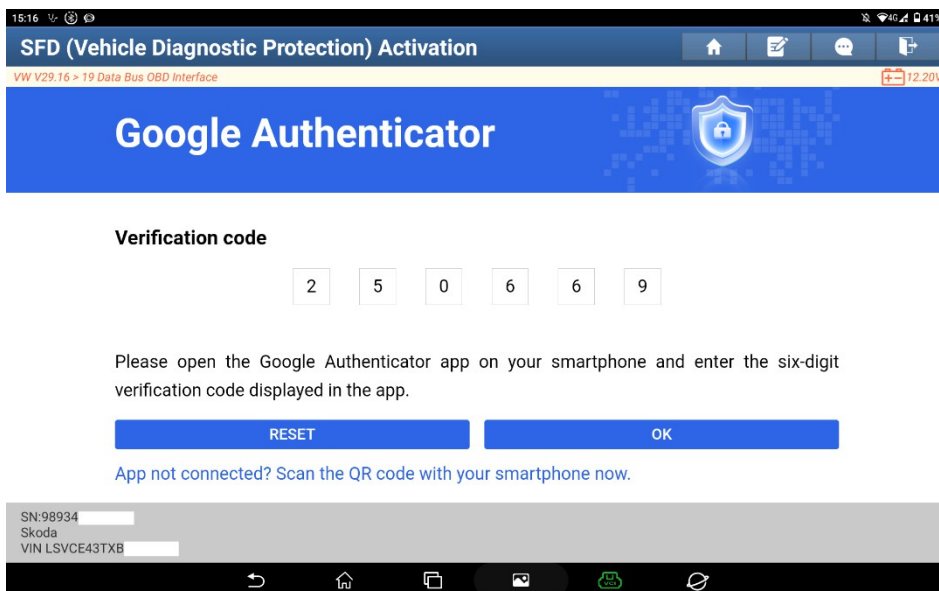 15:16 4G 41%
SFD (Vehicle Diagnostic Protection) Activation
VW V29.16 > 19 Data Bus OBD Interface 12.20V
Google Authenticator
Verification code
2 5 0 6 6 9
Please open the Google Authenticator app on your smartphone and enter the six-digit
verification code displayed in the app.
RESET OK
App not connected? Scan the QR code with your smartphone now.
SN:98934
Skoda
VIN LSVCE43TXB
VCI